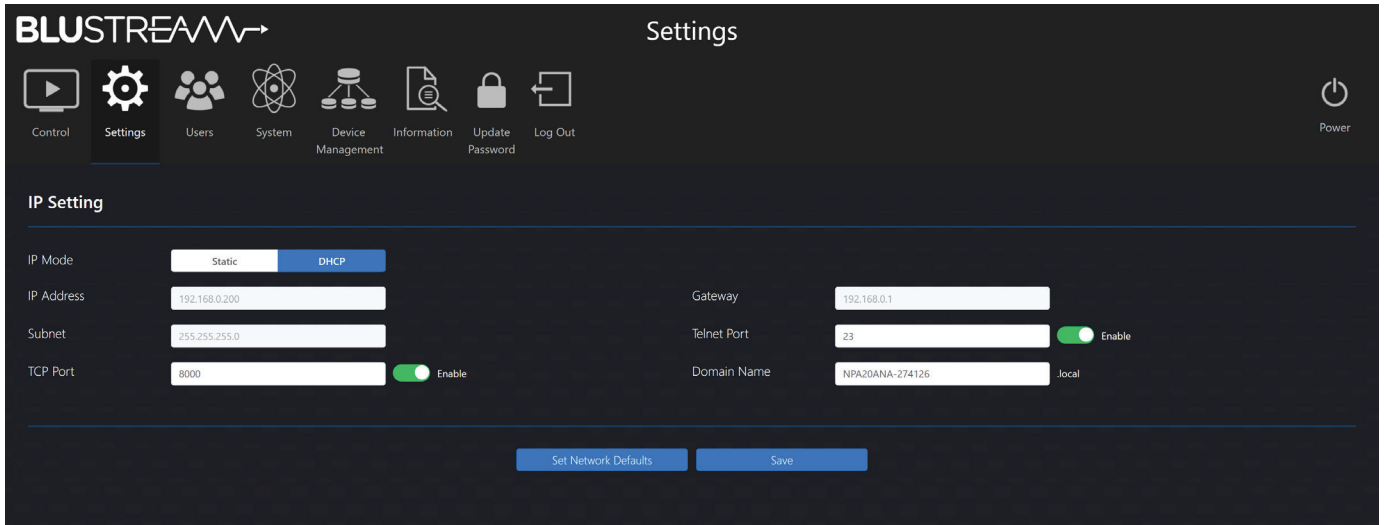 BLUSTREAM
Settings
Control
Settings
Users
System
Device
Management
Information
Update
Password
Log Out
Power
IP Setting
IP Mode
Static
DHCP
IP Address
192.168.0.200
Gateway
192.168.0.1
Subnet
255.255.255.0
Telnet Port
23
Enable
TCP Port
8000
Enable
Domain Name
NPA20ANA-274126
.local
Set Network Defaults
Save